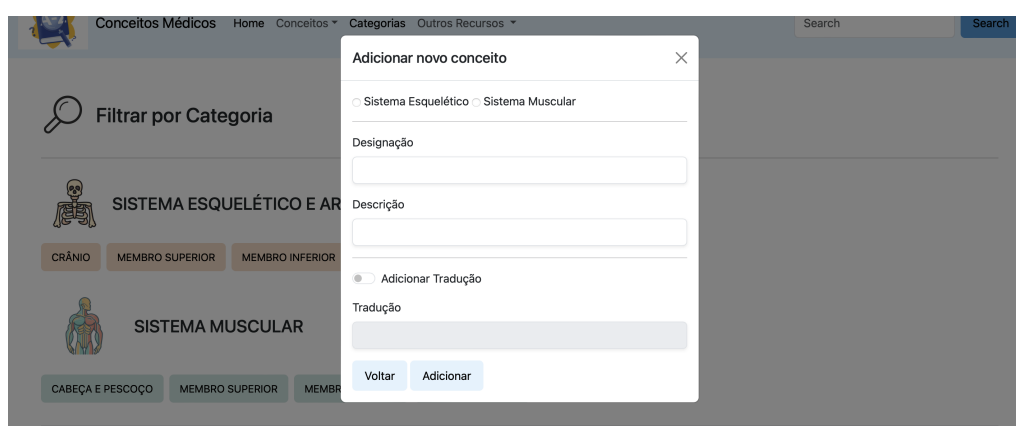 Conceitos Médicos Home Conceitos Categorias Outros Recursos Search Search
Adicionar novo conceito
Sistema Esquelético Sistema Muscular
Filtrar por Categoria
Designação
SISTEMA ESQUELÉTICO E AR
Descrição
CRÂNIO MEMBRO SUPERIOR MEMBRO INFERIOR
Adicionar Tradução
Tradução
SISTEMA MUSCULAR
Voltar Adicionar
CABEÇA E PESCOÇO MEMBRO SUPERIOR MEMBR